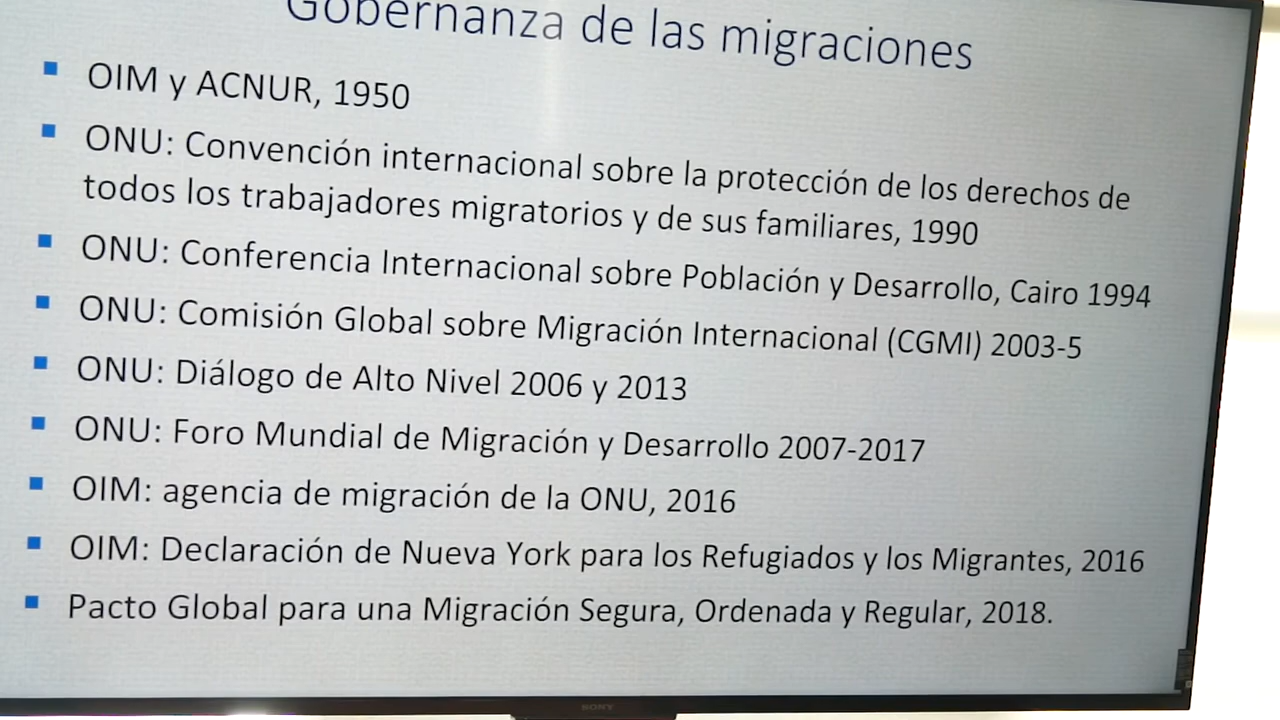 Gobernanza de las migraciones
OIM y ACNUR, 1950
ONU: Convención internacional sobre la protección de los derechos de
todos los trabajadores migratorios y de sus familiares, 1990
ONU: Conferencia Internacional sobre Población y Desarrollo, Cairo 1994
ONU: Comisión Global sobre Migración Internacional (CGMI) 2003-5
ONU: Diálogo de Alto Nivel 2006 y 2013
ONU: Foro Mundial de Migración y Desarrollo 2007-2017
OIM: agencia de migración de la ONU, 2016
OIM: Declaración de Nueva York para los Refugiados y los Migrantes, 2016
Pacto Global para una Migración Segura, Ordenada y Regular, 2018.
SONY